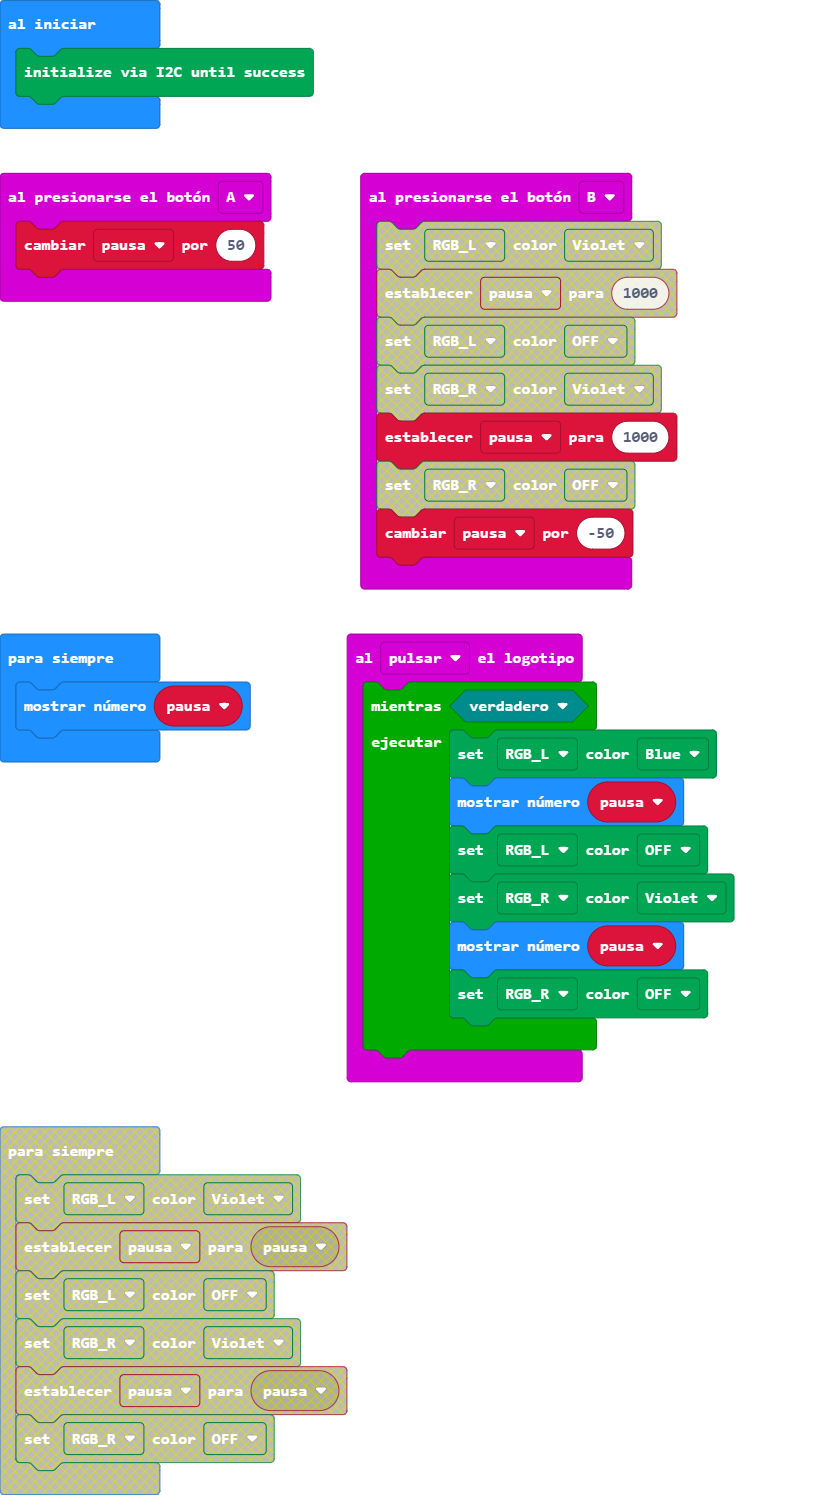 al iniciar
initialize via I2C until success
al presionarse el botón A
cambiar pausa por 50
al presionarse el botón B
set RGB_L color Violet
establecer pausa para 1000
set RGB_L color OFF
set RGB_R color Violet
establecer pausa para 1000
set RGB_R color OFF
cambiar pausa por -50
para siempre
mostrar número pausa
al pulsar el logotipo
mientras verdadero
ejecutar
set RGB_L color Blue
mostrar número pausa
set RGB_L color OFF
set RGB_R color Violet
mostrar número pausa
set RGB_R color OFF
para siempre
set RGB_L color Violet
establecer pausa para pausa
set RGB_L color OFF
set RGB_R color Violet
establecer pausa para pausa
set RGB_R color OFF